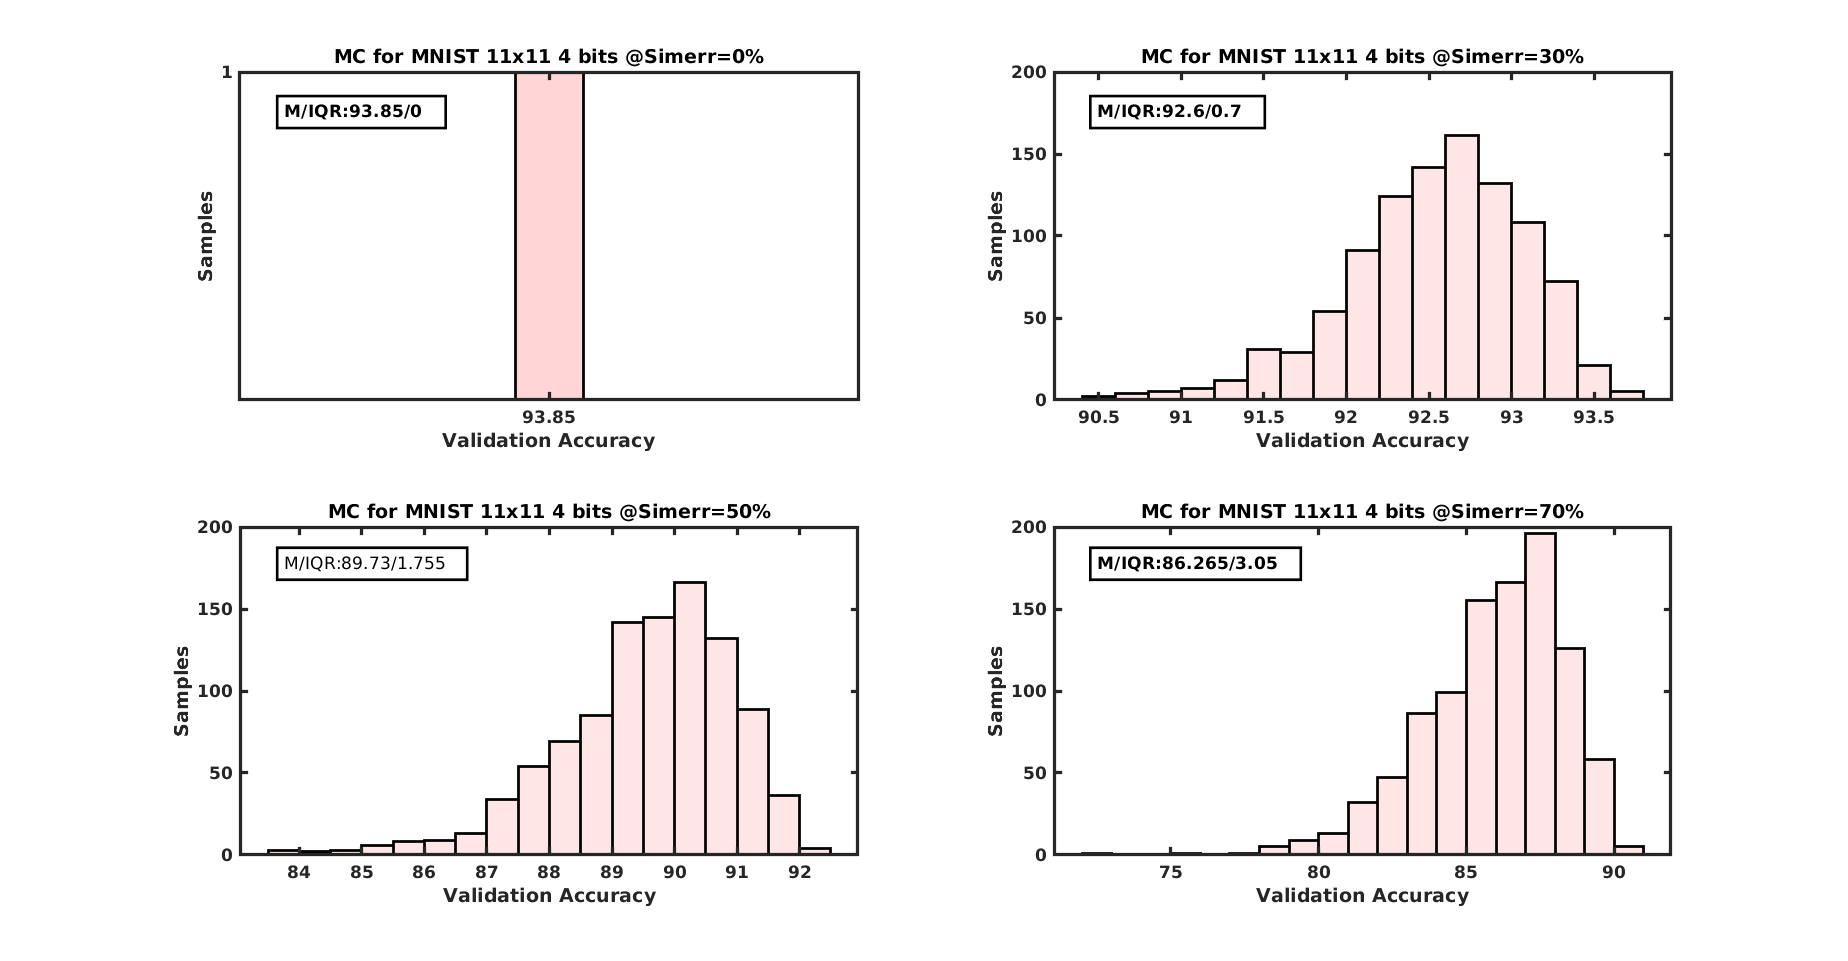 MC for MNIST 11x11 4 bits @Simerr=0%
1
M/IQR:93.85/0
Samples
93.85
Validation Accuracy
MC for MNIST 11x11 4 bits @Simerr=30%
200
M/IQR:92.6/0.7
150
100
50
0
Samples
90.5 91 91.5 92 92.5 93 93.5
Validation Accuracy
MC for MNIST 11x11 4 bits @Simerr=50%
200
M/IQR:89.73/1.755
150
100
50
0
Samples
84 85 86 87 88 89 90 91 92
Validation Accuracy
MC for MNIST 11x11 4 bits @Simerr=70%
200
M/IQR:86.265/3.05
150
100
50
0
Samples
75 80 85 90
Validation Accuracy